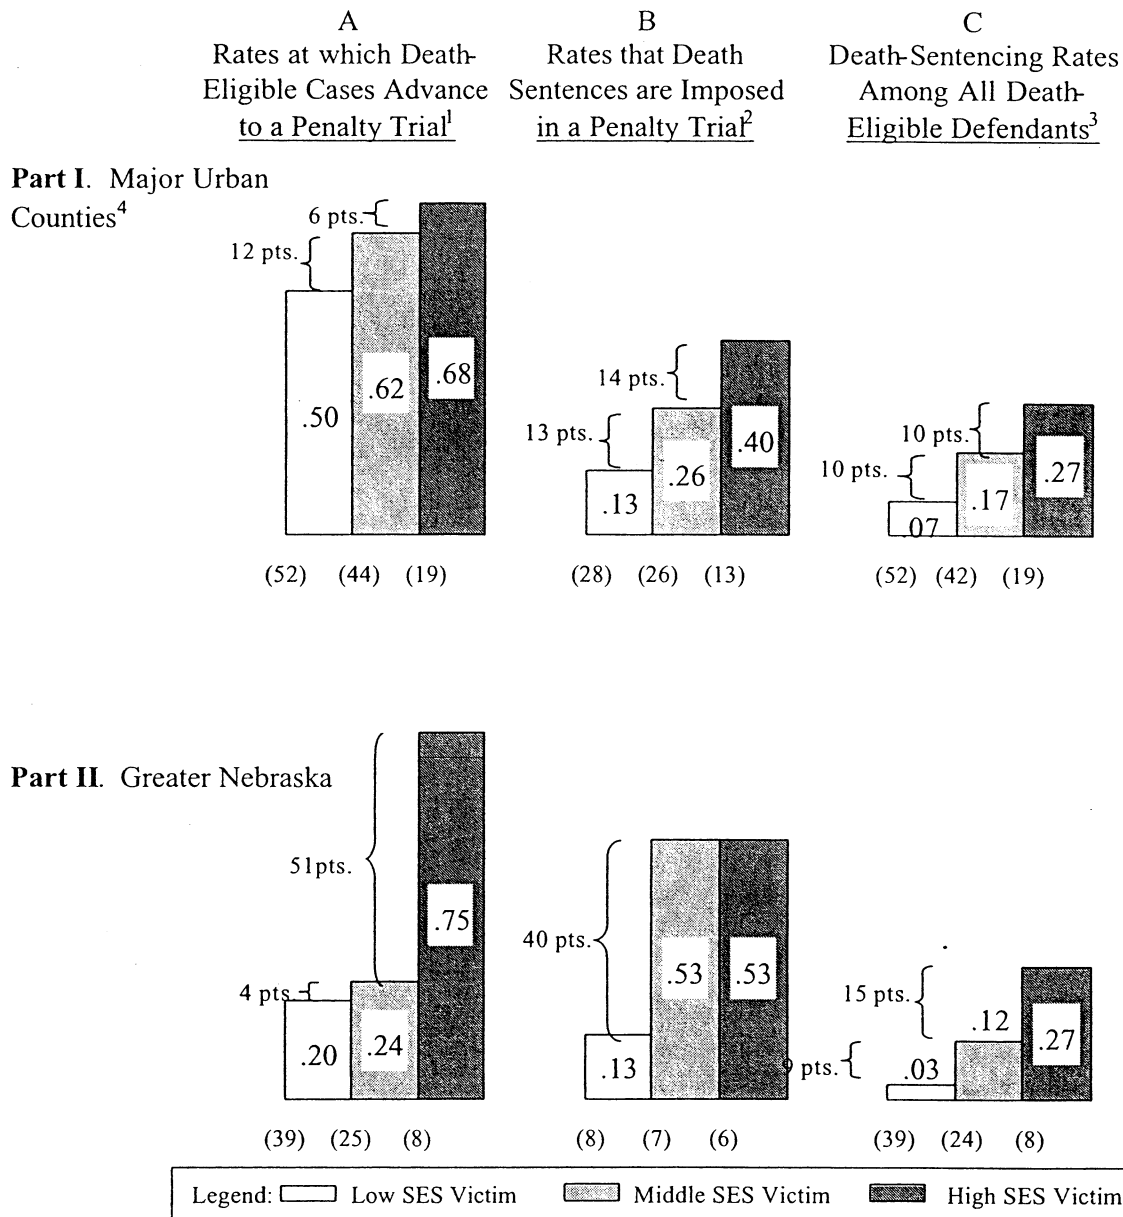 A
Rates at which Death-
Eligible Cases Advance
to a Penalty Trial¹
B
Rates that Death
Sentences are Imposed
in a Penalty Trial²
C
Death-Sentencing Rates
Among All Death-
Eligible Defendants³
Part I. Major Urban
Counties⁴
6 pts.
12 pts.
.50
.62
.68
(52) (44) (19)
14 pts.
13 pts.
.13
.26
.40
(28) (26) (13)
10 pts.
10 pts.
.07
.17
.27
(52) (42) (19)
Part II. Greater Nebraska
51pts.
4 pts.
.20
.24
.75
(39) (25) (8)
40 pts.
.13
.53
.53
(8) (7) (6)
15 pts.
9 pts.
.03
.12
.27
(39) (24) (8)
Legend: Low SES Victim Middle SES Victim High SES Victim